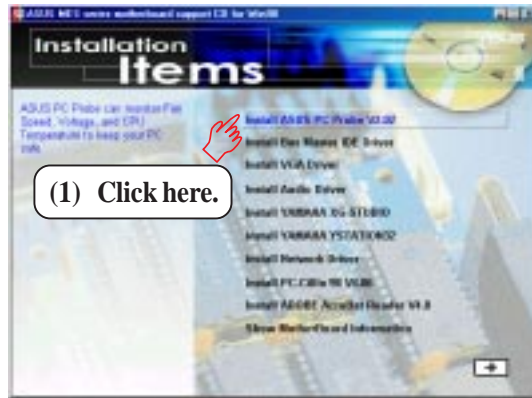 ASUS MES series motherboard support CD for Win98
Installation
Items
ASUS PC Probe can monitor Fan
Speed, Voltage, and CPU
Temperature to keep your PC
safe.
Install ASUS PC Probe V2.02
Install Bus Master IDE Driver
Install VGA Driver
Install Audio Driver
Install YAMAHA XG STUDIO
Install YAMAHA YSTATION32
Install Network Driver
Install PC-Cillin 98 V6.06
Install ADOBE Acrobat Reader V4.0
Show Motherboard Information
(1) Click here.